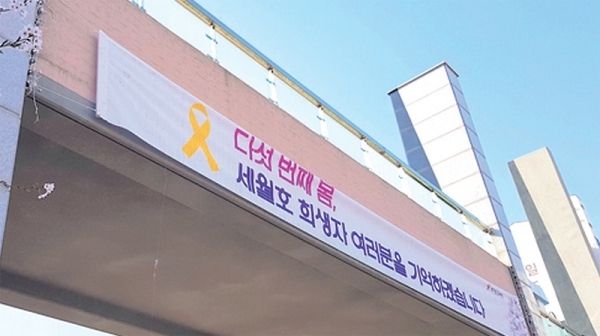 다섯 번째 봄,
세월호 희생자 여러분을 기억하겠습니다
일